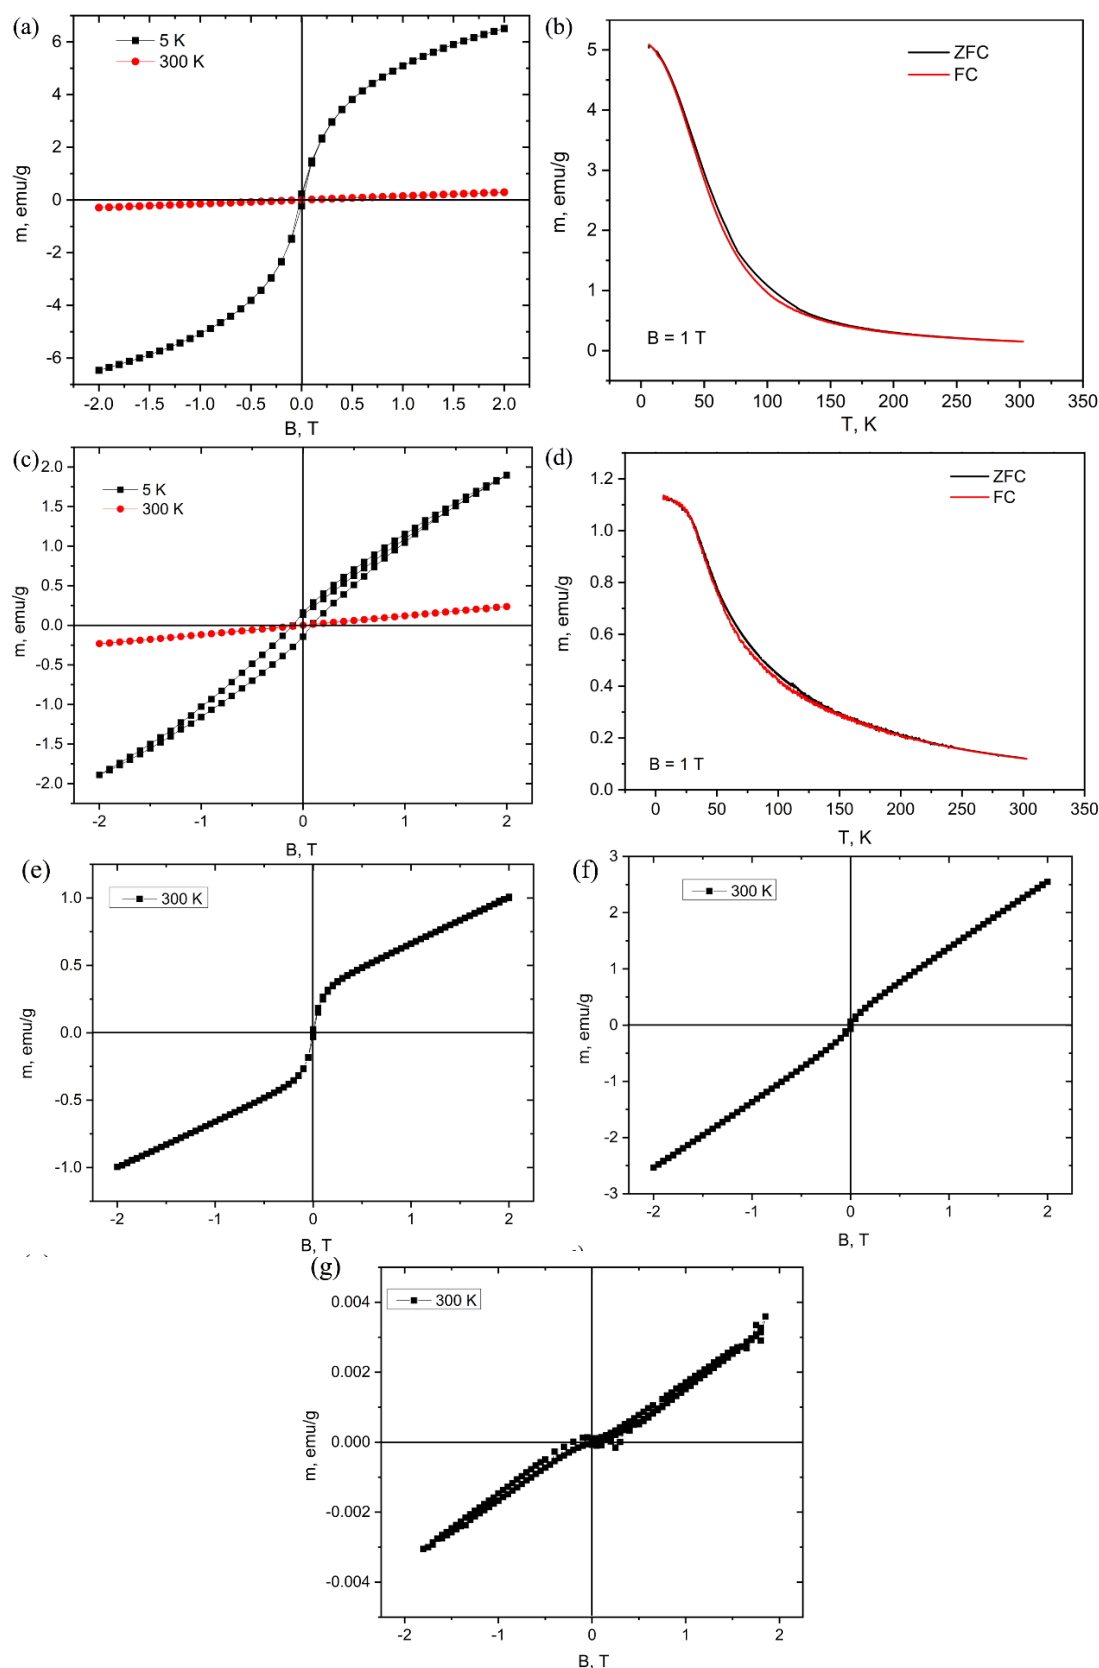 (a)
5 K
300 K
6
4
2
0
-2
-4
-6
m, emu/g
-2.0 -1.5 -1.0 -0.5 0.0 0.5 1.0 1.5 2.0
B, T
(b)
ZFC
FC
5
4
3
2
1
0
m, emu/g
B = 1 T
0 50 100 150 200 250 300 350
T, K
(c)
5 K
300 K
2.0
1.5
1.0
0.5
0.0
-0.5
-1.0
-1.5
-2.0
m, emu/g
-2 -1 0 1 2
B, T
(d)
ZFC
FC
1.2
1.0
0.8
0.6
0.4
0.2
0.0
m, emu/g
B = 1 T
0 50 100 150 200 250 300 350
T, K
(e)
300 K
1.0
0.5
0.0
-0.5
-1.0
m, emu/g
-2 -1 0 1 2
B, T
(f)
300 K
3
2
1
0
-1
-2
-3
m, emu/g
-2 -1 0 1 2
B, T
(g)
300 K
0.004
0.002
0.000
-0.002
-0.004
m, emu/g
-2 -1 0 1 2
B, T